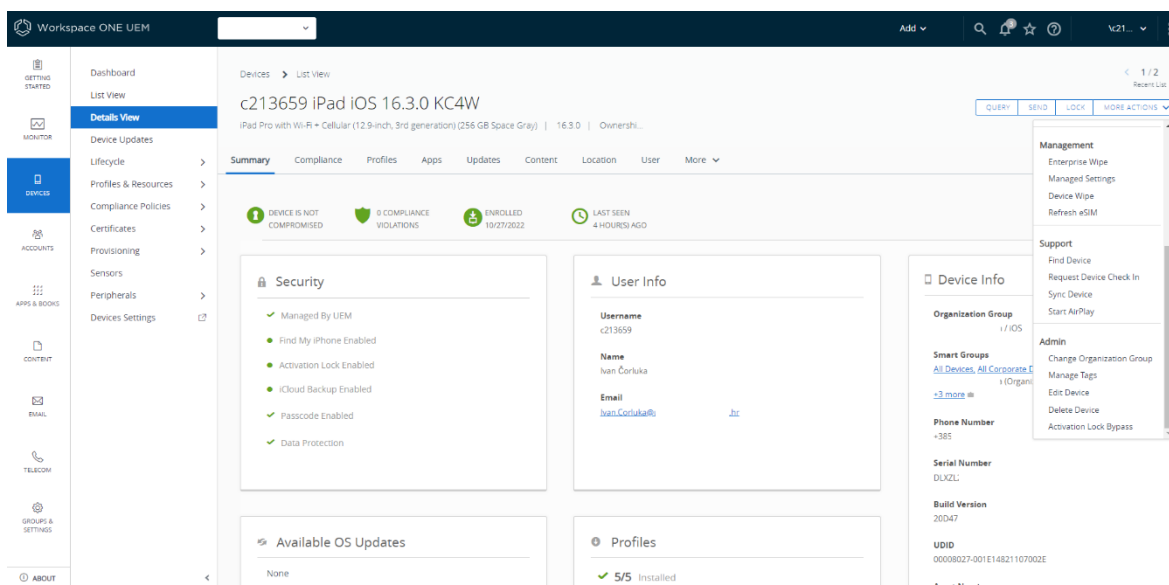 Workspace ONE UEM
Add
3
\c21...
GETTING
STARTED
MONITOR
DEVICES
ACCOUNTS
APPS & BOOKS
CONTENT
EMAIL
TELECOM
GROUPS &
SETTINGS
ABOUT
Dashboard
List View
Details View
Device Updates
Lifecycle
Profiles & Resources
Compliance Policies
Certificates
Provisioning
Sensors
Peripherals
Devices Settings
Devices > List View
1 / 2
Recent List
c213659 iPad iOS 16.3.0 KC4W
iPad Pro with Wi-Fi + Cellular (12.9-inch, 3rd generation) (256 GB Space Gray) | 16.3.0 | Ownershi...
QUERY SEND LOCK MORE ACTIONS
Summary Compliance Profiles Apps Updates Content Location User More
DEVICE IS NOT
COMPROMISED
0 COMPLIANCE
VIOLATIONS
ENROLLED
10/27/2022
LAST SEEN
4 HOUR(S) AGO
Security
Managed By UEM
Find My iPhone Enabled
Activation Lock Enabled
iCloud Backup Enabled
Passcode Enabled
Data Protection
User Info
Username
c213659
Name
Ivan Čorluka
Email
Ivan.Corluka@ .hr
Device Info
Organization Group
/ iOS
Smart Groups
All Devices, All Corporate D
(Organi
+3 more
Phone Number
+385
Serial Number
DLXZL
Build Version
20D47
UDID
00008027-001E14821107002E
Management
Enterprise Wipe
Managed Settings
Device Wipe
Refresh eSIM
Support
Find Device
Request Device Check In
Sync Device
Start AirPlay
Admin
Change Organization Group
Manage Tags
Edit Device
Delete Device
Activation Lock Bypass
Available OS Updates
None
Profiles
5/5 Installed